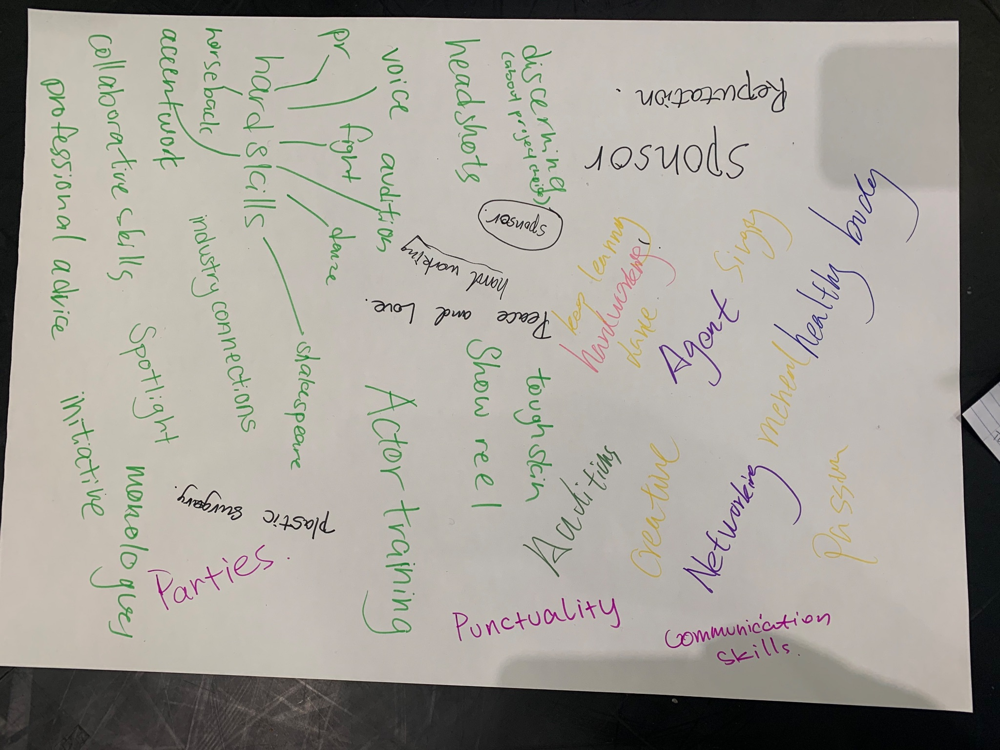 Reputation.
sponsor
discerning
(about project choice)
headshots
voice audition
pr
hard skills
fight
dance
shakespeare
horseback
accent work
collaborative skills
professional advice
industry connections
Spotlight
initiative
monologues
Actor training
Show reel
tough skin
sponsor.
hard working
Peace and Love.
plastic surgery.
keep learning
hardworking!
dance
Singing
Agent
healthy body
mental
Auditions
Creative
Networking
Passion
Parties.
Punctuality
Communication
skills.